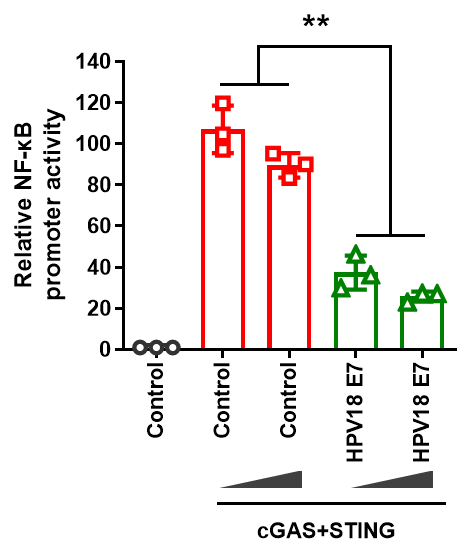 **
Relative NF-κB
promoter activity
140
120
100
80
60
40
20
0
Control
Control
Control
HPV18 E7
HPV18 E7
cGAS+STING